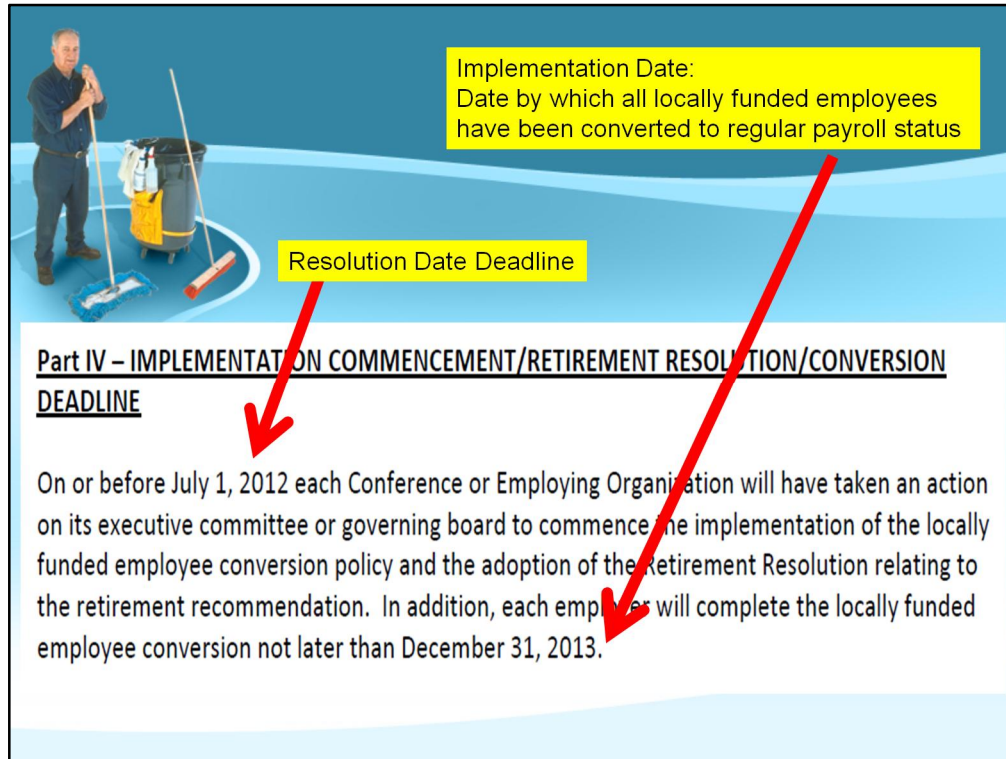 Implementation Date:
Date by which all locally funded employees
have been converted to regular payroll status
Resolution Date Deadline
Part IV – IMPLEMENTATION COMMENCEMENT/RETIREMENT RESOLUTION/CONVERSION
DEADLINE
On or before July 1, 2012 each Conference or Employing Organization will have taken an action
on its executive committee or governing board to commence the implementation of the locally
funded employee conversion policy and the adoption of the Retirement Resolution relating to
the retirement recommendation.  In addition, each employer will complete the locally funded
employee conversion not later than December 31, 2013.